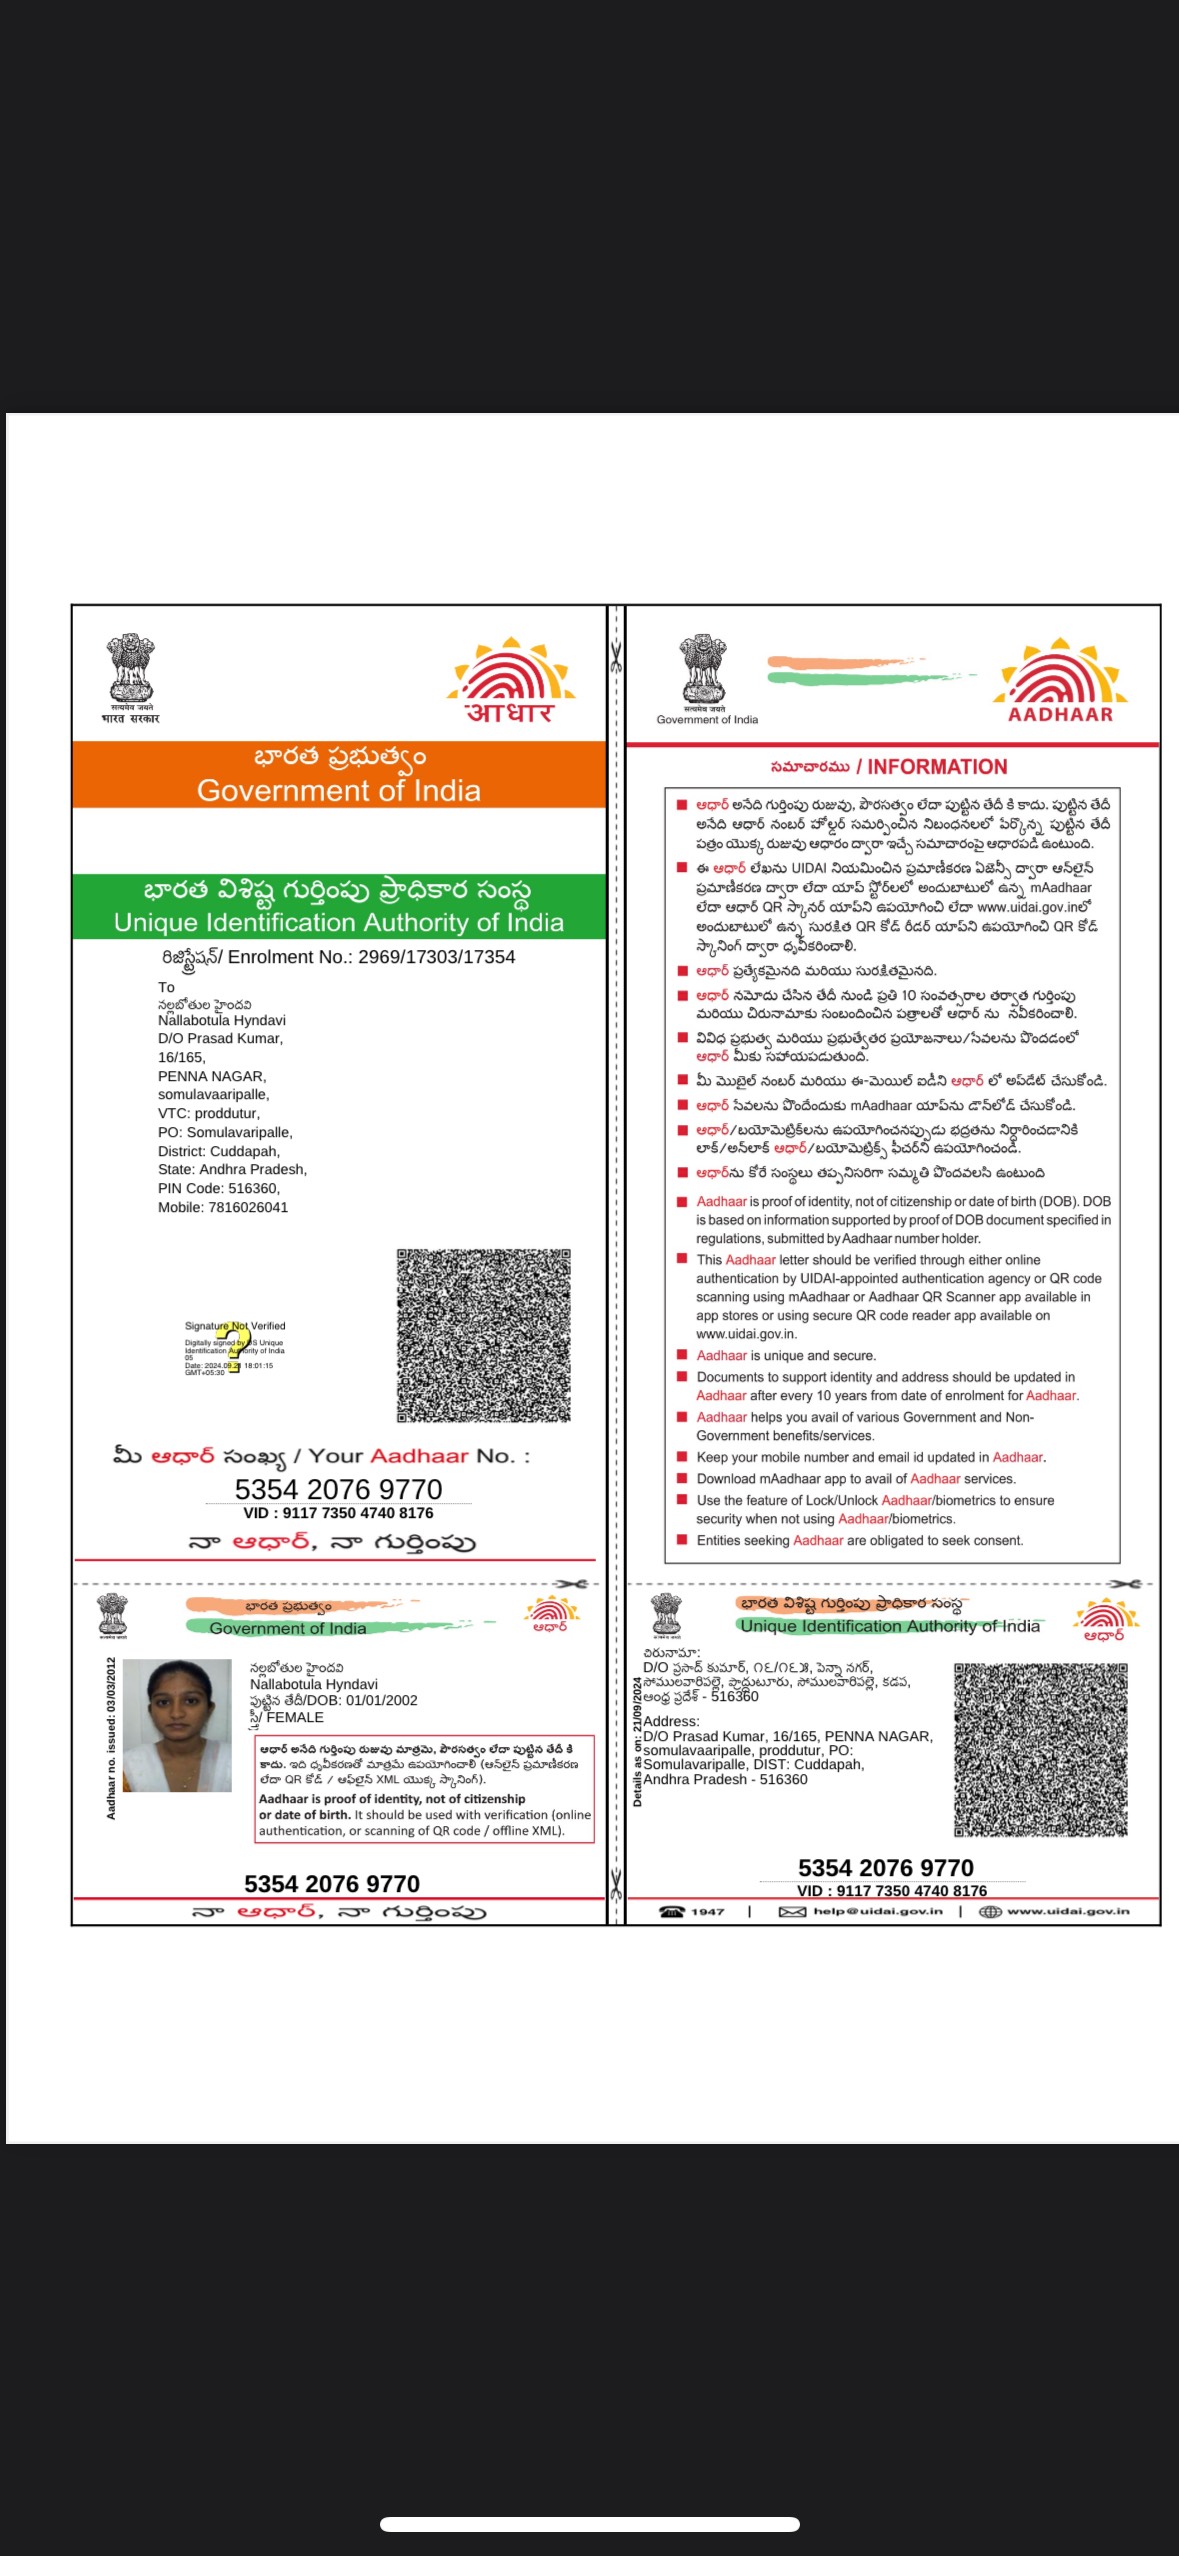 सत्यमेव जयते
भारत सरकार
आधार
భారత ప్రభుత్వం
Government of India
భారత విశిష్ట గుర్తింపు ప్రాధికార సంస్థ
Unique Identification Authority of India
రిజిస్ట్రేషన్/ Enrolment No.: 2969/17303/17354
To
నల్లబోతుల హైందవి
Nallabotula Hyndavi
D/O Prasad Kumar,
16/165,
PENNA NAGAR,
somulavaaripalle,
VTC: proddutur,
PO: Somulavaripalle,
District: Cuddapah,
State: Andhra Pradesh,
PIN Code: 516360,
Mobile: 7816026041
Signature Not Verified
Digitally signed by DS Unique
Identification Authority of India
05
Date: 2024.09.21 18:01:15
GMT+05:30
మీ ఆధార్ సంఖ్య / Your Aadhaar No. :
5354 2076 9770
VID : 9117 7350 4740 8176
నా ఆధార్, నా గుర్తింపు
सत्यमेव जयते
Government of India
AADHAAR
సమాచారము / INFORMATION
ఆధార్ అనేది గుర్తింపు రుజువు, పౌరసత్వం లేదా పుట్టిన తేదీ కి కాదు. పుట్టిన తేదీ
అనేది ఆధార్ నంబర్ హోల్డర్ సమర్పించిన నిబంధనలలో పేర్కొన్న పుట్టిన తేదీ
పత్రం యొక్క రుజువు ఆధారం ద్వారా ఇచ్చే సమాచారంపై ఆధారపడి ఉంటుంది.
ఈ ఆధార్ లేఖను UIDAI నియమించిన ప్రమాణీకరణ ఏజెన్సీ ద్వారా ఆన్‌లైన్
ప్రమాణీకరణ ద్వారా లేదా యాప్ స్టోర్‌లలో అందుబాటులో ఉన్న mAadhaar
లేదా ఆధార్ QR స్కానర్ యాప్‌ని ఉపయోగించి లేదా www.uidai.gov.inలో
అందుబాటులో ఉన్న సురక్షిత QR కోడ్ రీడర్ యాప్‌ని ఉపయోగించి QR కోడ్
స్కానింగ్ ద్వారా ధృవీకరించాలి.
ఆధార్ ప్రత్యేకమైనది మరియు సురక్షితమైనది.
ఆధార్ నమోదు చేసిన తేదీ నుండి ప్రతి 10 సంవత్సరాల తర్వాత గుర్తింపు
మరియు చిరునామాకు సంబందించిన పత్రాలతో ఆధార్ ను నవీకరించాలి.
వివిధ ప్రభుత్వ మరియు ప్రభుత్వేతర ప్రయోజనాలు/సేవలను పొందడంలో
ఆధార్ మీకు సహాయపడుతుంది.
మీ మొబైల్ నంబర్ మరియు ఈ-మెయిల్ ఐడీని ఆధార్ లో అప్‌డేట్ చేసుకోండి.
ఆధార్ సేవలను పొందేందుకు mAadhaar యాప్‌ను డౌన్‌లోడ్ చేసుకోండి.
ఆధార్/బయోమెట్రిక్‌లను ఉపయోగించనప్పుడు భద్రతను నిర్ధారించడానికి
లాక్/అన్‌లాక్ ఆధార్/బయోమెట్రిక్స్ ఫీచర్‌ని ఉపయోగించండి.
ఆధార్‌ను కోరే సంస్థలు తప్పనిసరిగా సమ్మతి పొందవలసి ఉంటుంది
Aadhaar is proof of identity, not of citizenship or date of birth (DOB). DOB
is based on information supported by proof of DOB document specified in
regulations, submitted by Aadhaar number holder.
This Aadhaar letter should be verified through either online
authentication by UIDAI-appointed authentication agency or QR code
scanning using mAadhaar or Aadhaar QR Scanner app available in
app stores or using secure QR code reader app available on
www.uidai.gov.in.
Aadhaar is unique and secure.
Documents to support identity and address should be updated in
Aadhaar after every 10 years from date of enrolment for Aadhaar.
Aadhaar helps you avail of various Government and Non-
Government benefits/services.
Keep your mobile number and email id updated in Aadhaar.
Download mAadhaar app to avail of Aadhaar services.
Use the feature of Lock/Unlock Aadhaar/biometrics to ensure
security when not using Aadhaar/biometrics.
Entities seeking Aadhaar are obligated to seek consent.
భారత ప్రభుత్వం
Government of India
ఆధార్
Aadhaar no. issued: 03/03/2012
నల్లబోతుల హైందవి
Nallabotula Hyndavi
పుట్టిన తేదీ/DOB: 01/01/2002
స్త్రీ/ FEMALE
ఆధార్ అనేది గుర్తింపు రుజువు మాత్రమె, పౌరసత్వం లేదా పుట్టిన తేదీ కి
కాదు. ఇది ధృవీకరణతో మాత్రమే ఉపయోగించాలి (ఆన్‌లైన్ ప్రమాణీకరణ
లేదా QR కోడ్ / ఆఫ్‌లైన్ XML యొక్క స్కానింగ్).
Aadhaar is proof of identity, not of citizenship
or date of birth. It should be used with verification (online
authentication, or scanning of QR code / offline XML).
5354 2076 9770
నా ఆధార్, నా గుర్తింపు
భారత విశిష్ట గుర్తింపు ప్రాధికార సంస్థ
Unique Identification Authority of India
ఆధార్
Details as on: 21/09/2024
చిరునామా:
D/O ప్రసాద్ కుమార్, ౧౬/౧౬౫, పెన్నా నగర్,
సోములవారిపల్లె, ప్రొద్దుటూరు, సోములవారిపల్లె, కడప,
ఆంధ్ర ప్రదేశ్ - 516360
Address:
D/O Prasad Kumar, 16/165, PENNA NAGAR,
somulavaaripalle, proddutur, PO:
Somulavaripalle, DIST: Cuddapah,
Andhra Pradesh - 516360
5354 2076 9770
VID : 9117 7350 4740 8176
1947 | help@uidai.gov.in | www.uidai.gov.in